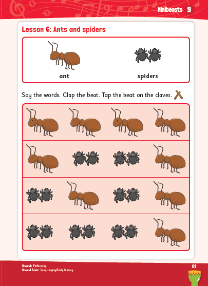 Minibeasts 9
Lesson 6: Ants and spiders
ant spiders
Say the words. Clap the beat. Tap the beat on the claves.
61